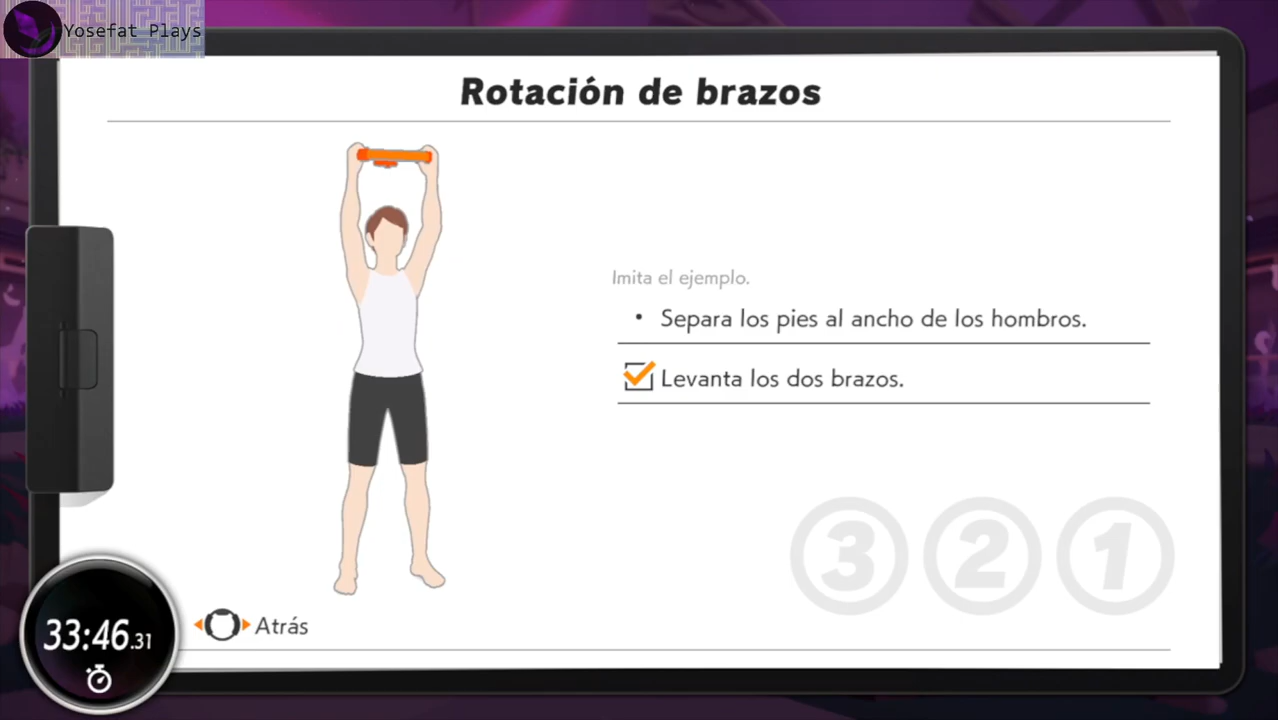 Yosefat Plays
Rotación de brazos
Imita el ejemplo.
• Separa los pies al ancho de los hombros.
Levanta los dos brazos.
3 2 1
33:46.31
Atrás